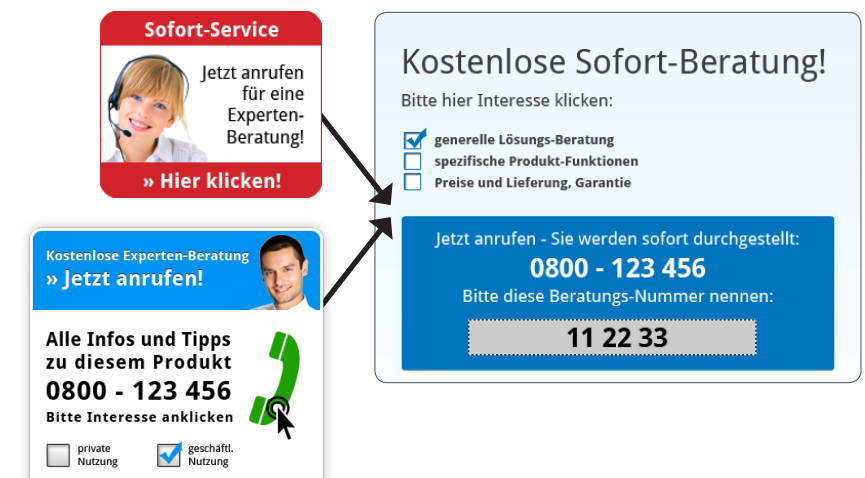 Sofort-Service
Jetzt anrufen
für eine
Experten-
Beratung!
» Hier klicken!
Kostenlose Experten-Beratung
» Jetzt anrufen!
Alle Infos und Tipps
zu diesem Produkt
0800 - 123 456
Bitte Interesse anklicken
private
Nutzung
geschäftl.
Nutzung
Kostenlose Sofort-Beratung!
Bitte hier Interesse klicken:
generelle Lösungs-Beratung
spezifische Produkt-Funktionen
Preise und Lieferung, Garantie
Jetzt anrufen - Sie werden sofort durchgestellt:
0800 - 123 456
Bitte diese Beratungs-Nummer nennen:
11 22 33